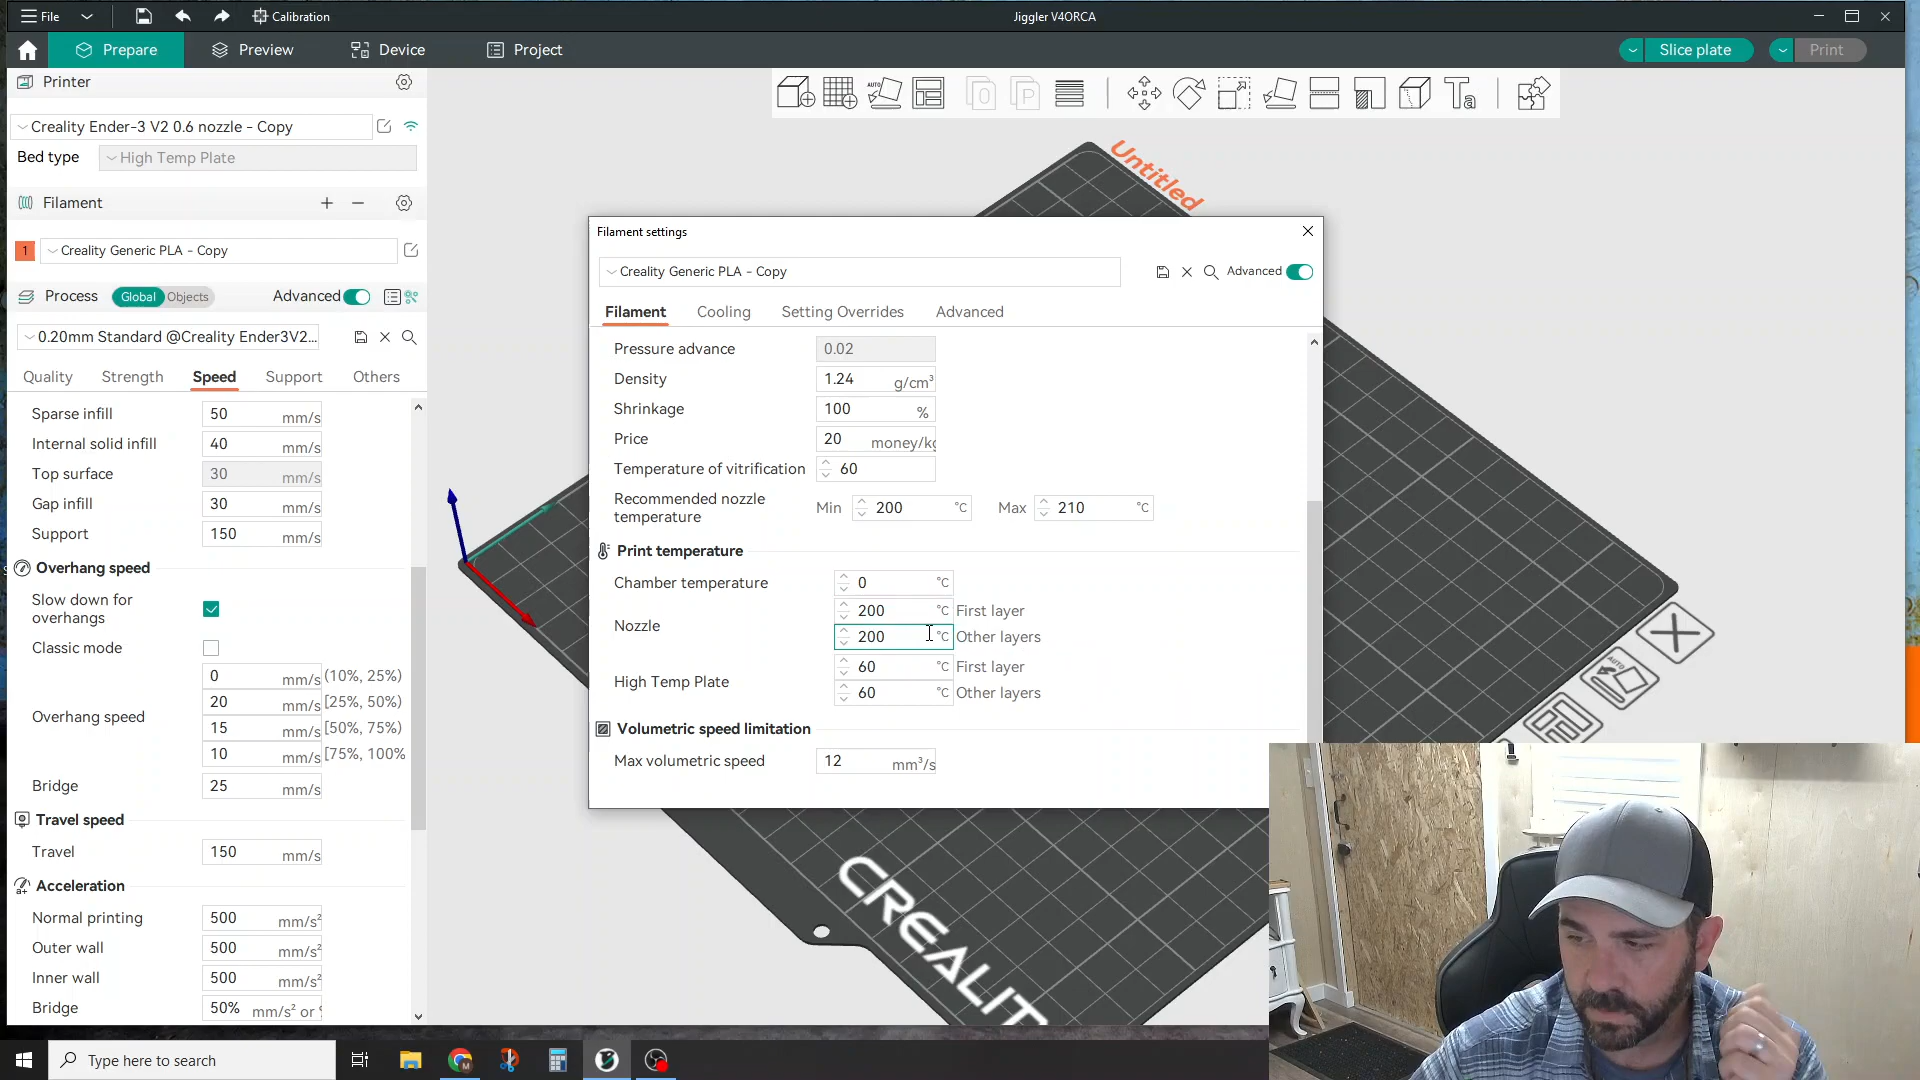 File
Calibration
Jiggler V4ORCA
Prepare
Preview
Device
Project
Slice plate
Print
Printer
Creality Ender-3 V2 0.6 nozzle - Copy
Bed type
High Temp Plate
Filament
1
Creality Generic PLA - Copy
Process
Global
Objects
Advanced
0.20mm Standard @Creality Ender3V2...
Quality
Strength
Speed
Support
Others
Sparse infill 50 mm/s
Internal solid infill 40 mm/s
Top surface 30 mm/s
Gap infill 30 mm/s
Support 150 mm/s
Overhang speed
Slow down for
overhangs
Classic mode
0 mm/s (10%, 25%)
20 mm/s [25%, 50%)
Overhang speed
15 mm/s [50%, 75%)
10 mm/s [75%, 100%
Bridge 25 mm/s
Travel speed
Travel 150 mm/s
Acceleration
Normal printing 500 mm/s²
Outer wall 500 mm/s²
Inner wall 500 mm/s²
Bridge 50% mm/s² or
Untitled
AUTO
Filament settings
Creality Generic PLA - Copy
Advanced
Filament
Cooling
Setting Overrides
Advanced
Pressure advance 0.02
Density 1.24 g/cm³
Shrinkage 100 %
Price 20 money/kg
Temperature of vitrification 60
Recommended nozzle
temperature
Min 200 °C
Max 210 °C
Print temperature
Chamber temperature 0 °C
Nozzle
200 °C First layer
200 °C Other layers
High Temp Plate
60 °C First layer
60 °C Other layers
Volumetric speed limitation
Max volumetric speed 12 mm³/s
AUTO
CREALIT
Type here to search